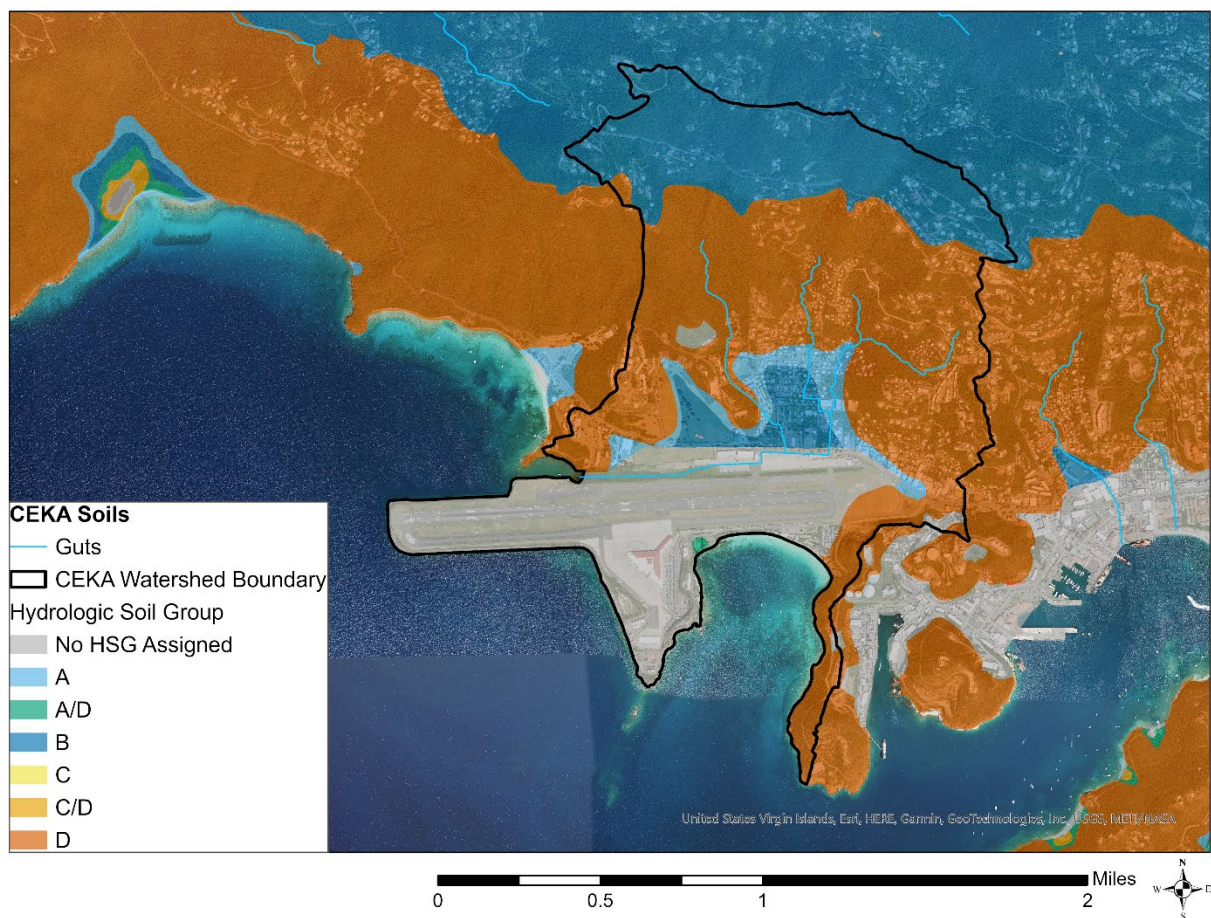 CEKA Soils
Guts
CEKA Watershed Boundary
Hydrologic Soil Group
No HSG Assigned
A
A/D
B
C
C/D
D
United States Virgin Islands, Esri, HERE, Garmin, GeoTechnologies, Inc., USGS, METI/NASA
Miles
0 0.5 1 2
N
W E
S